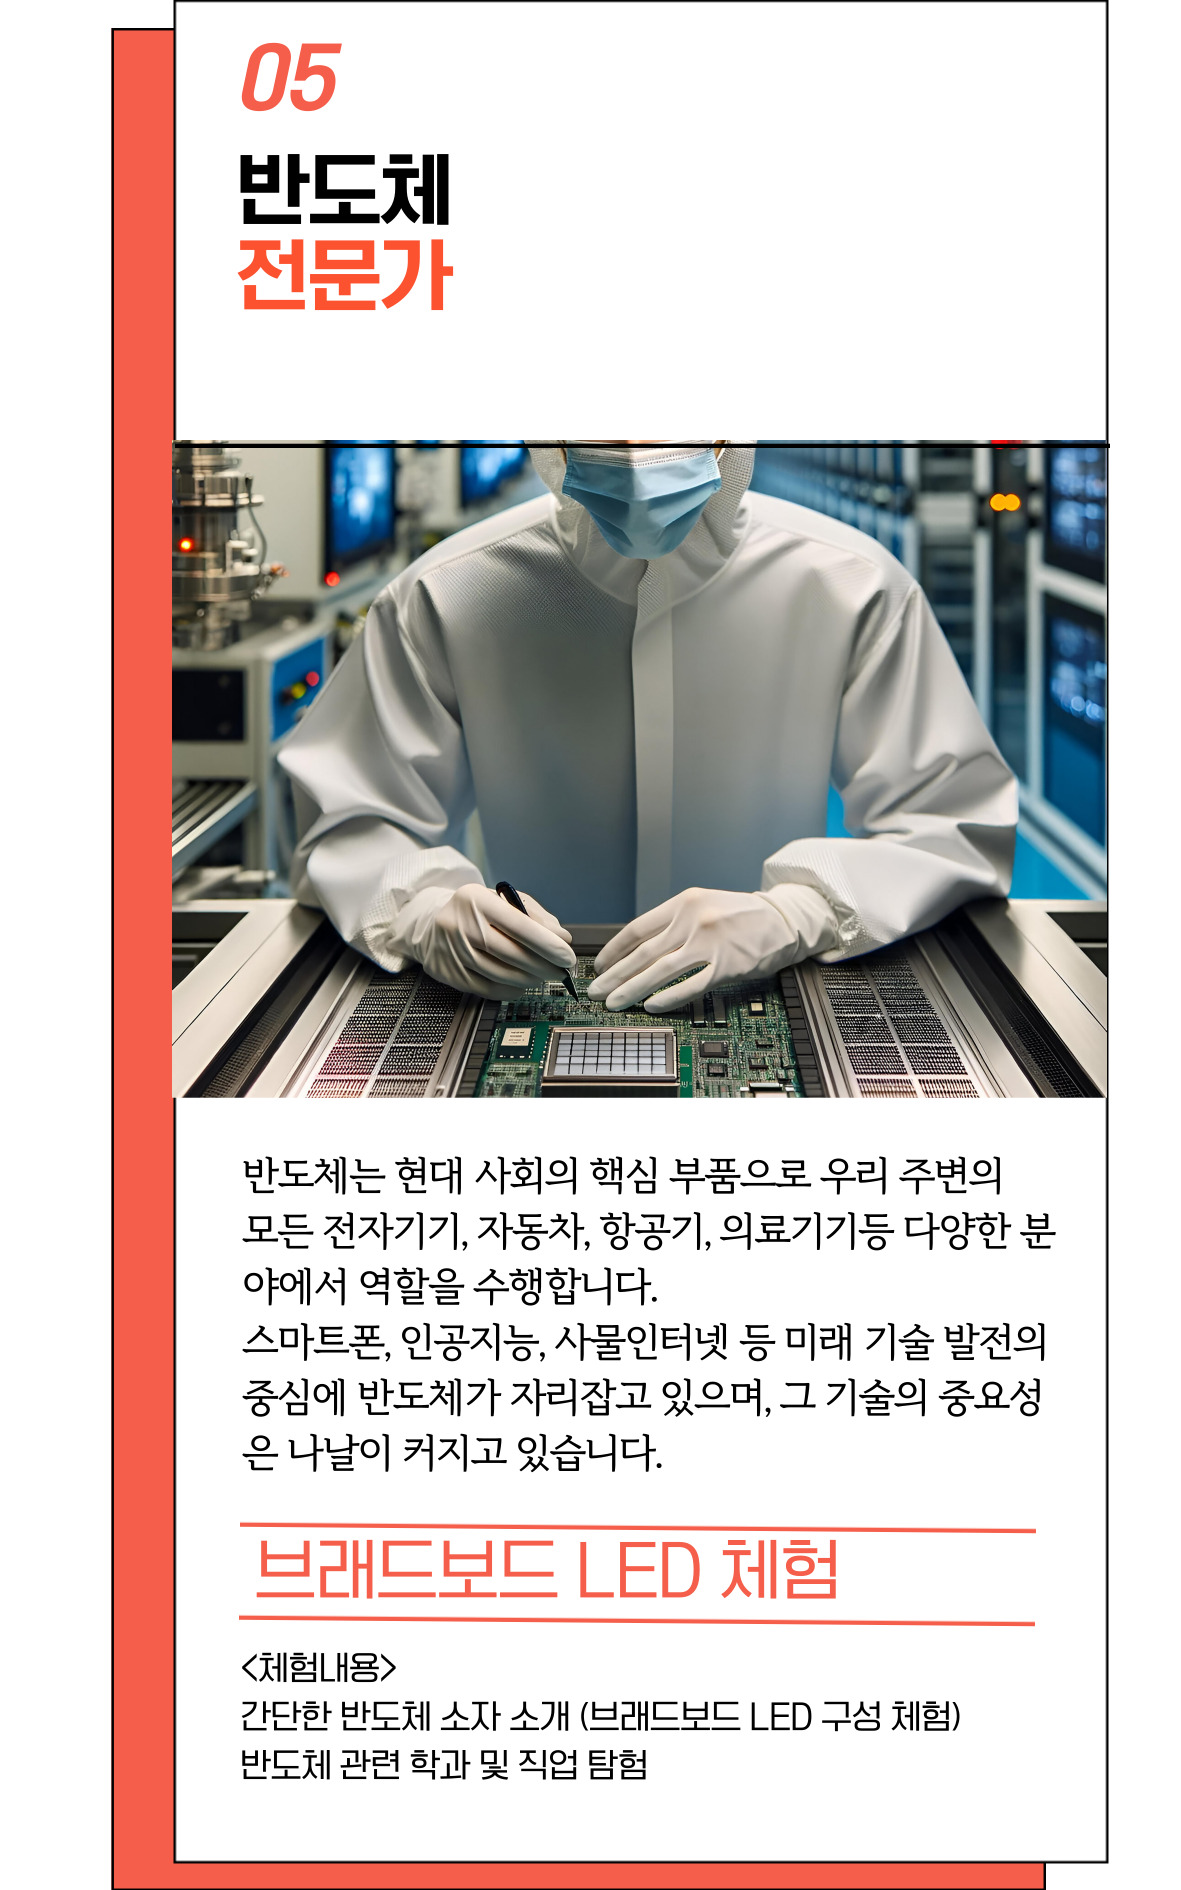 05
반도체
전문가
반도체는 현대 사회의 핵심 부품으로 우리 주변의
모든 전자기기, 자동차, 항공기, 의료기기등 다양한 분
야에서 역할을 수행합니다.
스마트폰, 인공지능, 사물인터넷 등 미래 기술 발전의
중심에 반도체가 자리잡고 있으며, 그 기술의 중요성
은 나날이 커지고 있습니다.
브래드보드 LED 체험
<체험내용>
간단한 반도체 소자 소개 (브래드보드 LED 구성 체험)
반도체 관련 학과 및 직업 탐험